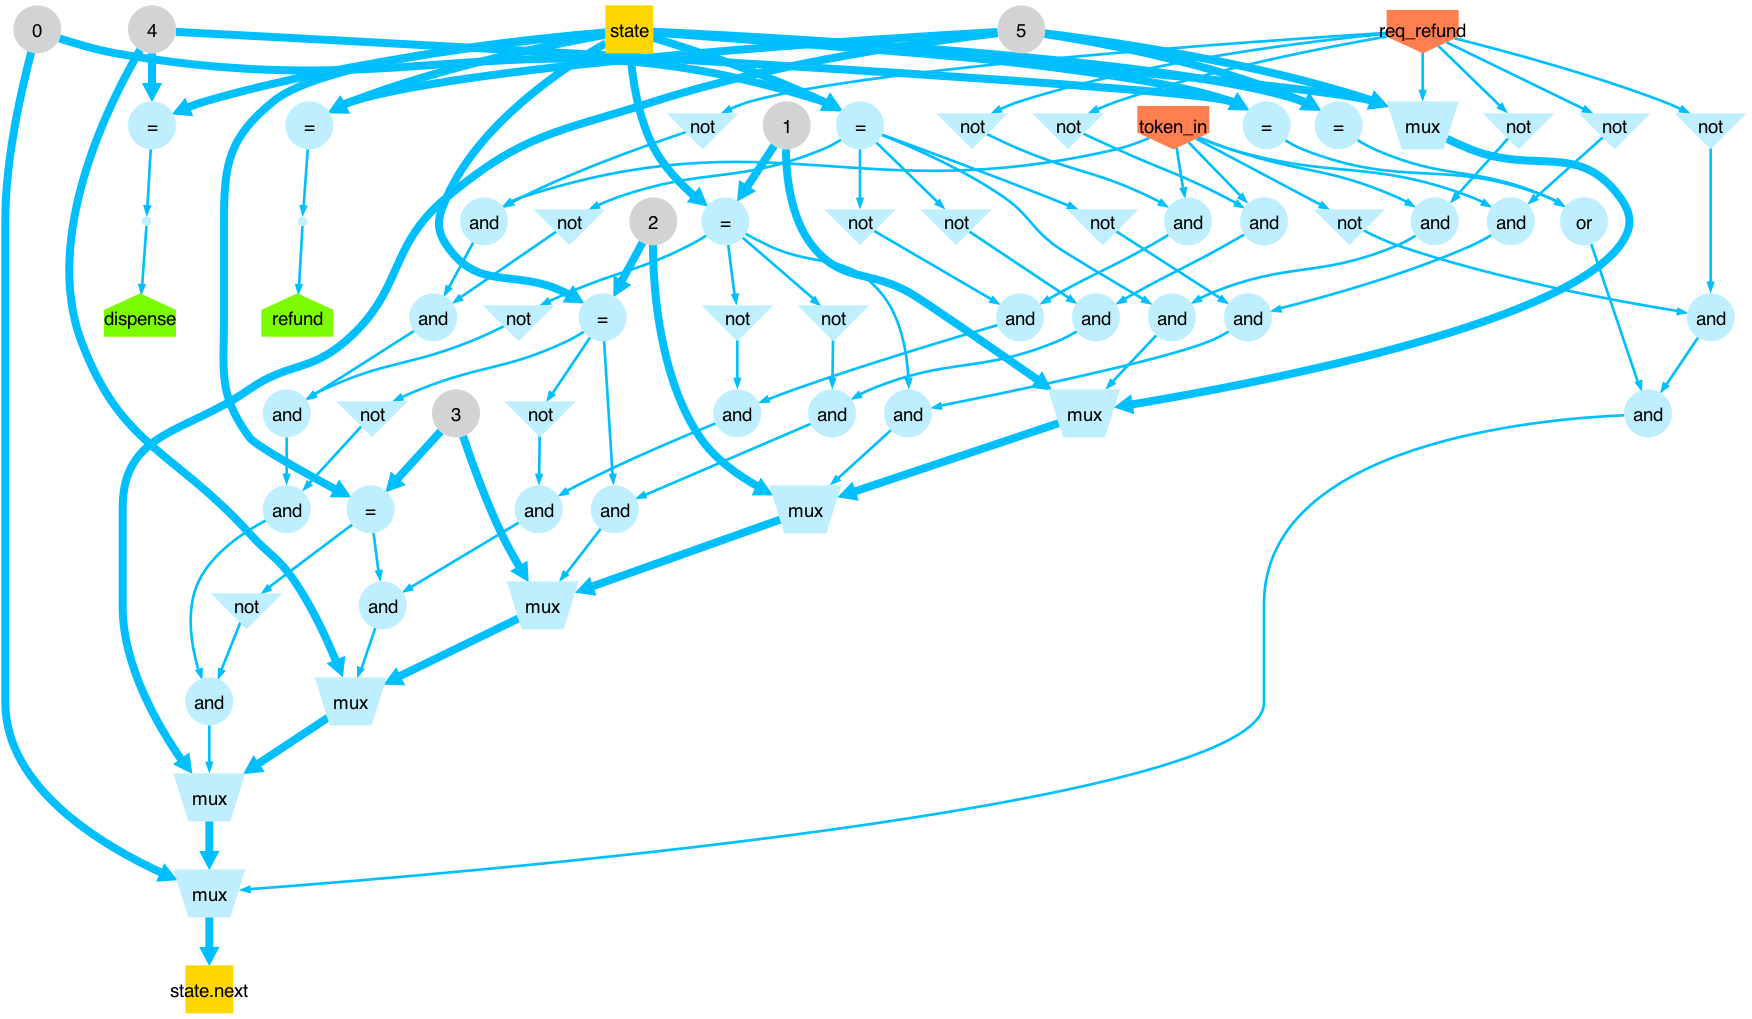 0
4
state
5
req_refund
=
=
not
1
=
not
not
token_in
=
=
mux
not
not
not
and
not
2
=
not
not
not
and
and
not
and
and
or
dispense
refund
and
not
=
not
not
and
and
and
and
and
and
not
3
not
and
and
and
mux
and
and
=
and
and
mux
not
and
mux
and
mux
mux
mux
state.next